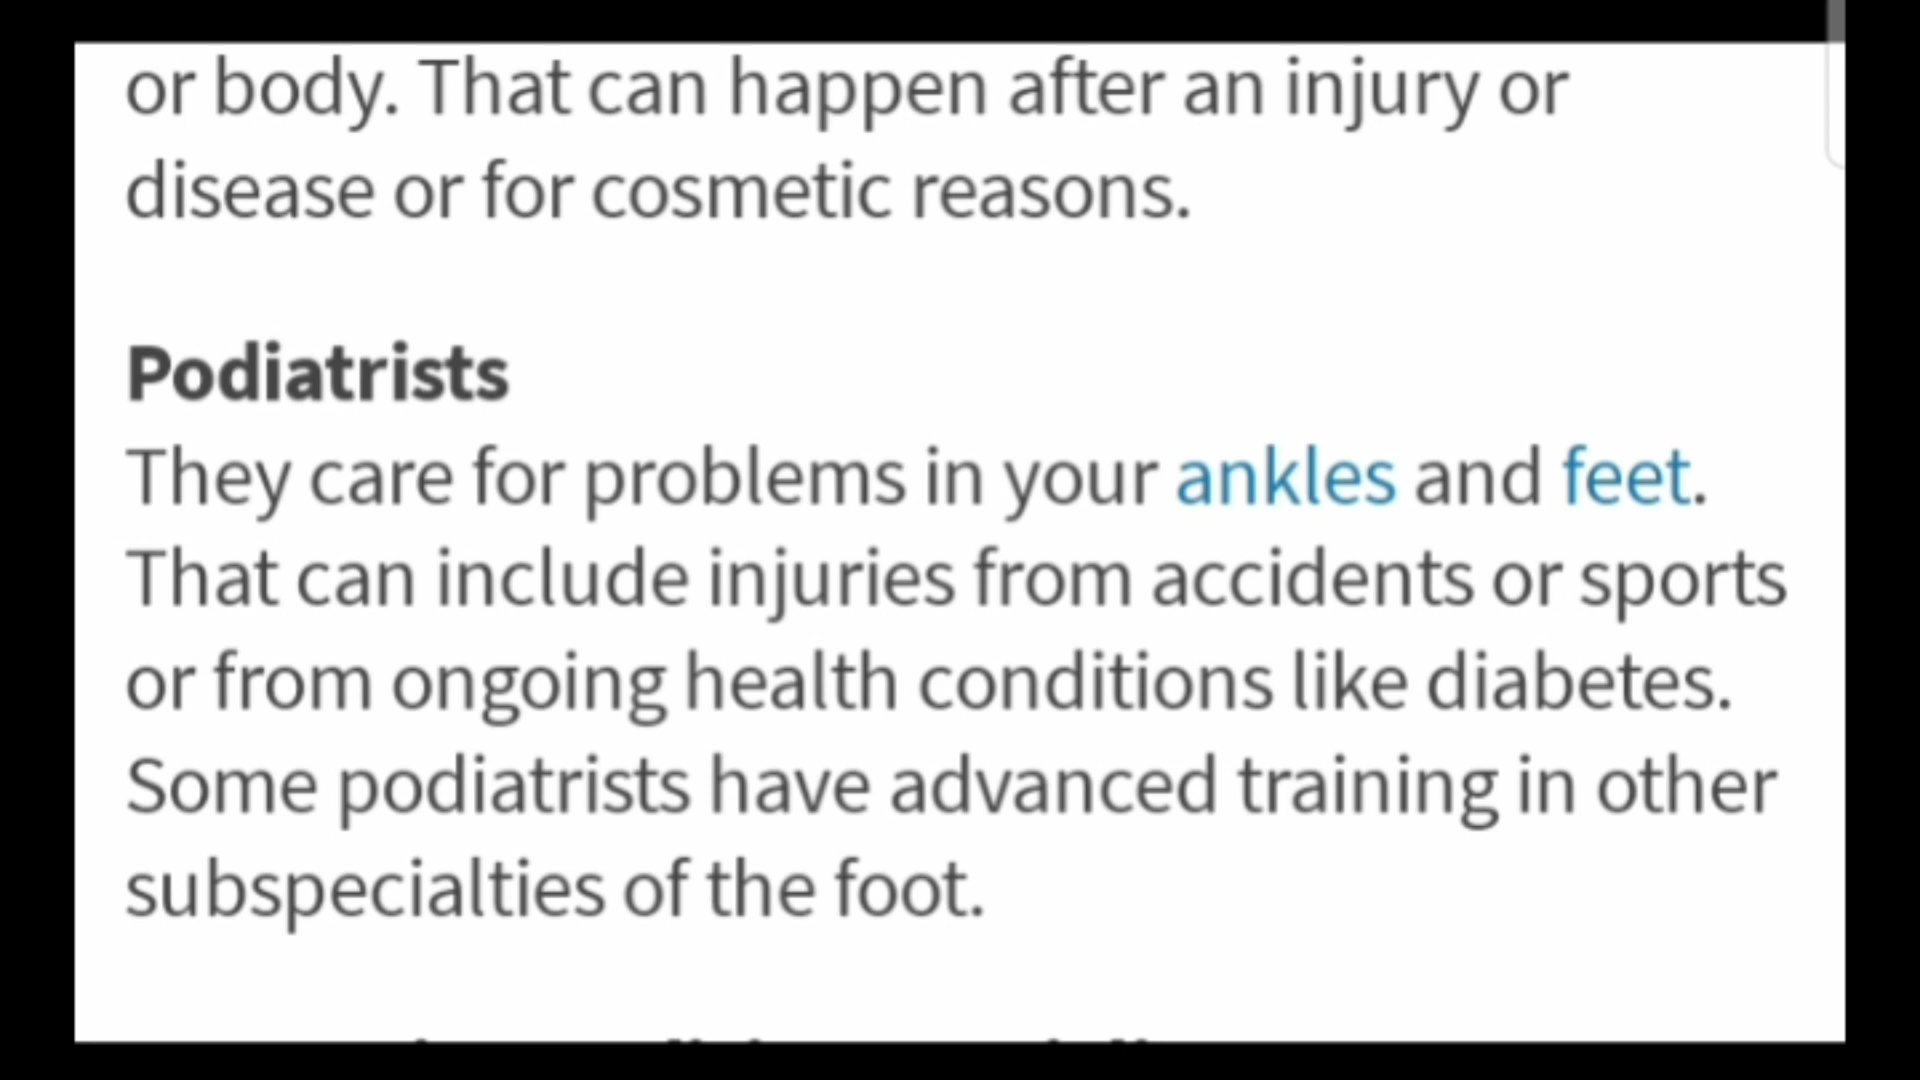 or body. That can happen after an injury or
disease or for cosmetic reasons.
Podiatrists
They care for problems in your ankles and feet.
That can include injuries from accidents or sports
or from ongoing health conditions like diabetes.
Some podiatrists have advanced training in other
subspecialties of the foot.